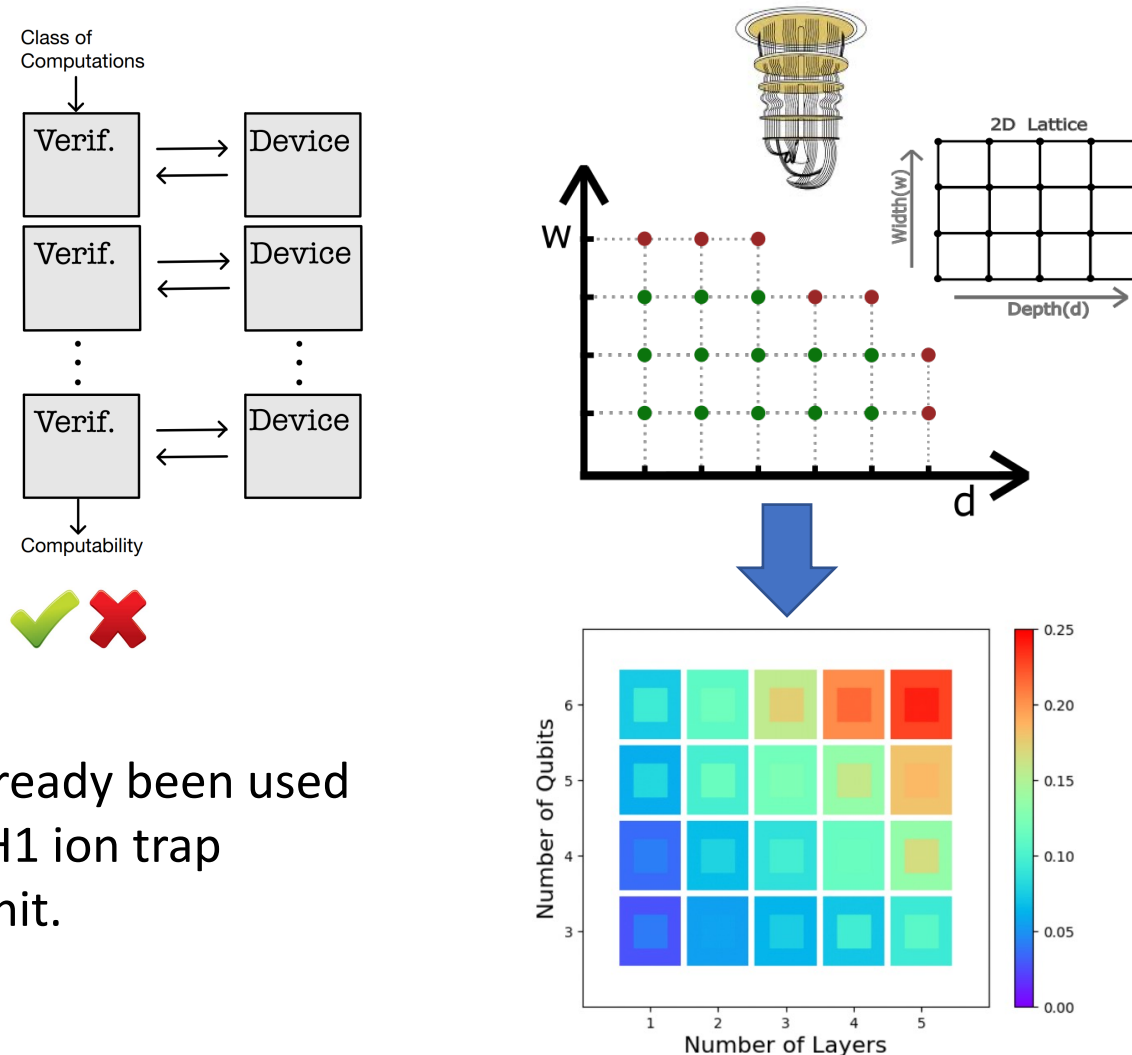 Class of
Computations
Verif.
Device
Verif.
Device
Verif.
Device
Computability
2D Lattice
Width(w)
Depth(d)
W
d
already been used
H1 ion trap
0.25
0.20
0.15
0.10
0.05
0.00
6
5
4
3
Number of Qubits
1 2 3 4 5
Number of Layers